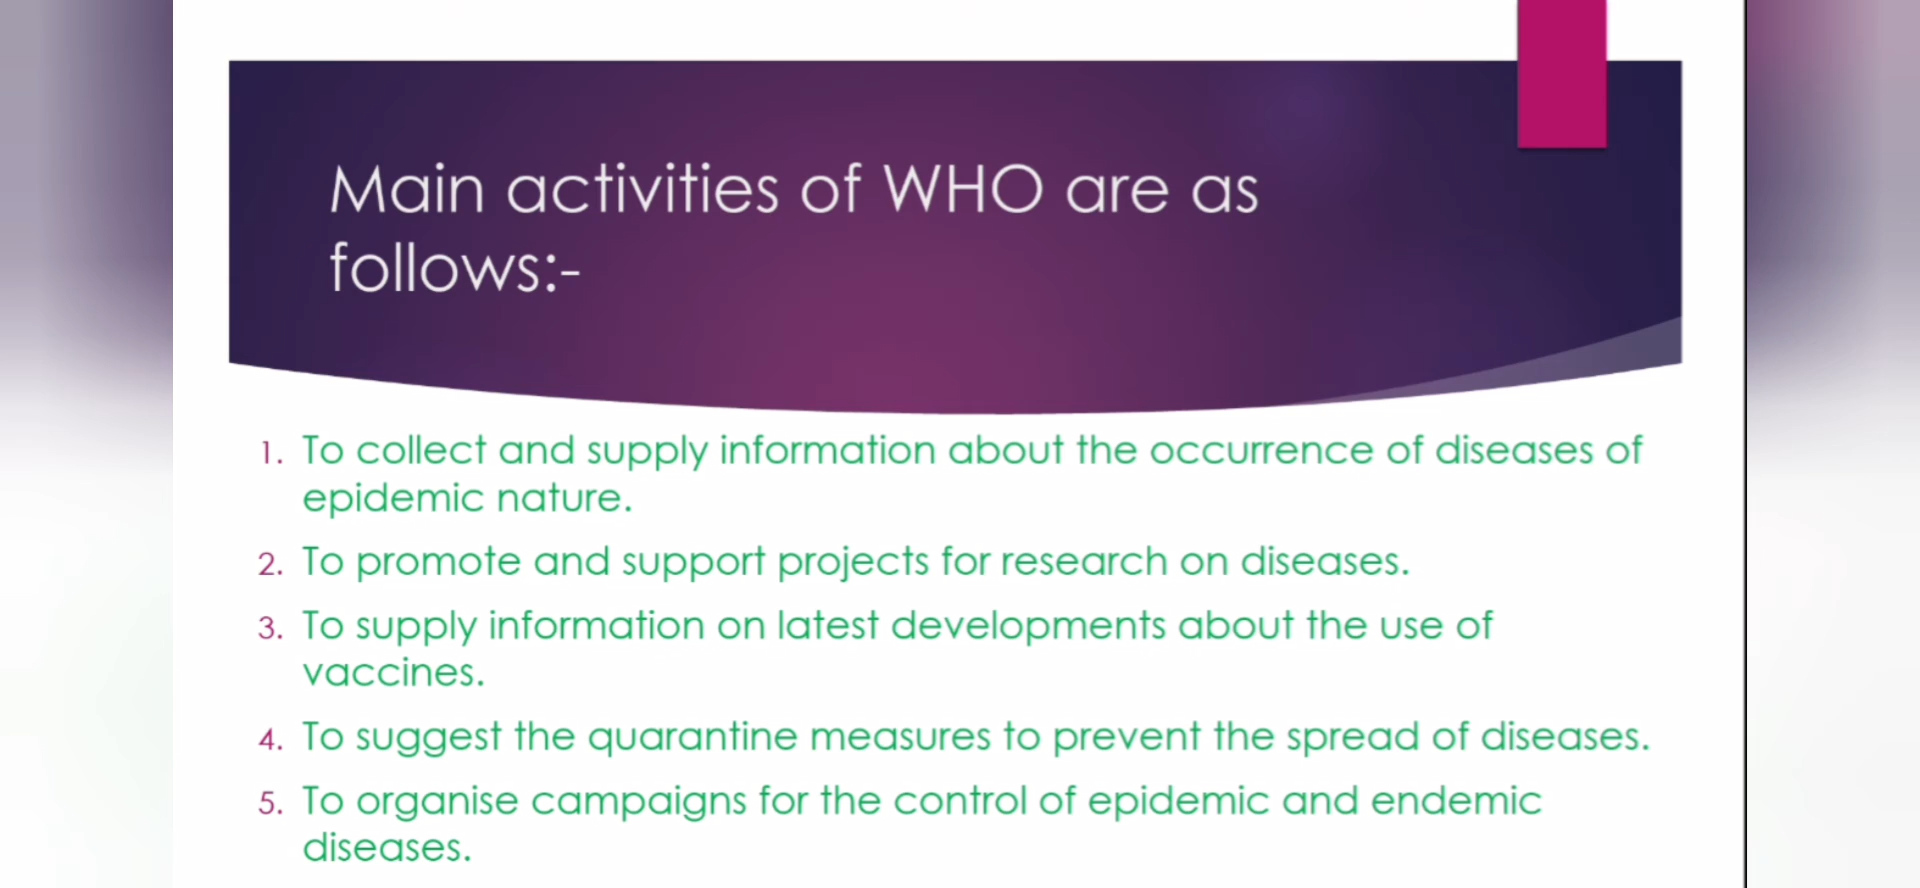 Main activities of WHO are as
follows:-
1. To collect and supply information about the occurrence of diseases of
epidemic nature.
2. To promote and support projects for research on diseases.
3. To supply information on latest developments about the use of
vaccines.
4. To suggest the quarantine measures to prevent the spread of diseases.
5. To organise campaigns for the control of epidemic and endemic
diseases.